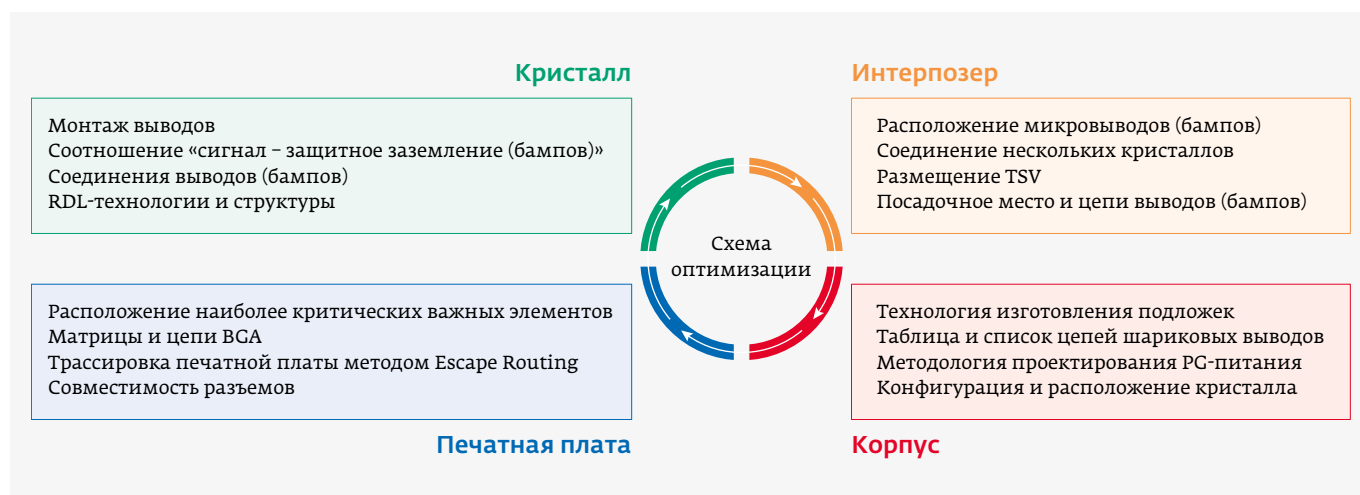 Кристалл
Монтаж выводов
Соотношение «сигнал – защитное заземление (бампов)»
Соединения выводов (бампов)
RDL-технологии и структуры
Интерпозер
Расположение микровыводов (бампов)
Соединение нескольких кристаллов
Размещение TSV
Посадочное место и цепи выводов (бампов)
Схема
оптимизации
Расположение наиболее критических важных элементов
Матрицы и цепи BGA
Трассировка печатной платы методом Escape Routing
Совместимость разъемов
Печатная плата
Технология изготовления подложек
Таблица и список цепей шариковых выводов
Методология проектирования PG-питания
Конфигурация и расположение кристалла
Корпус